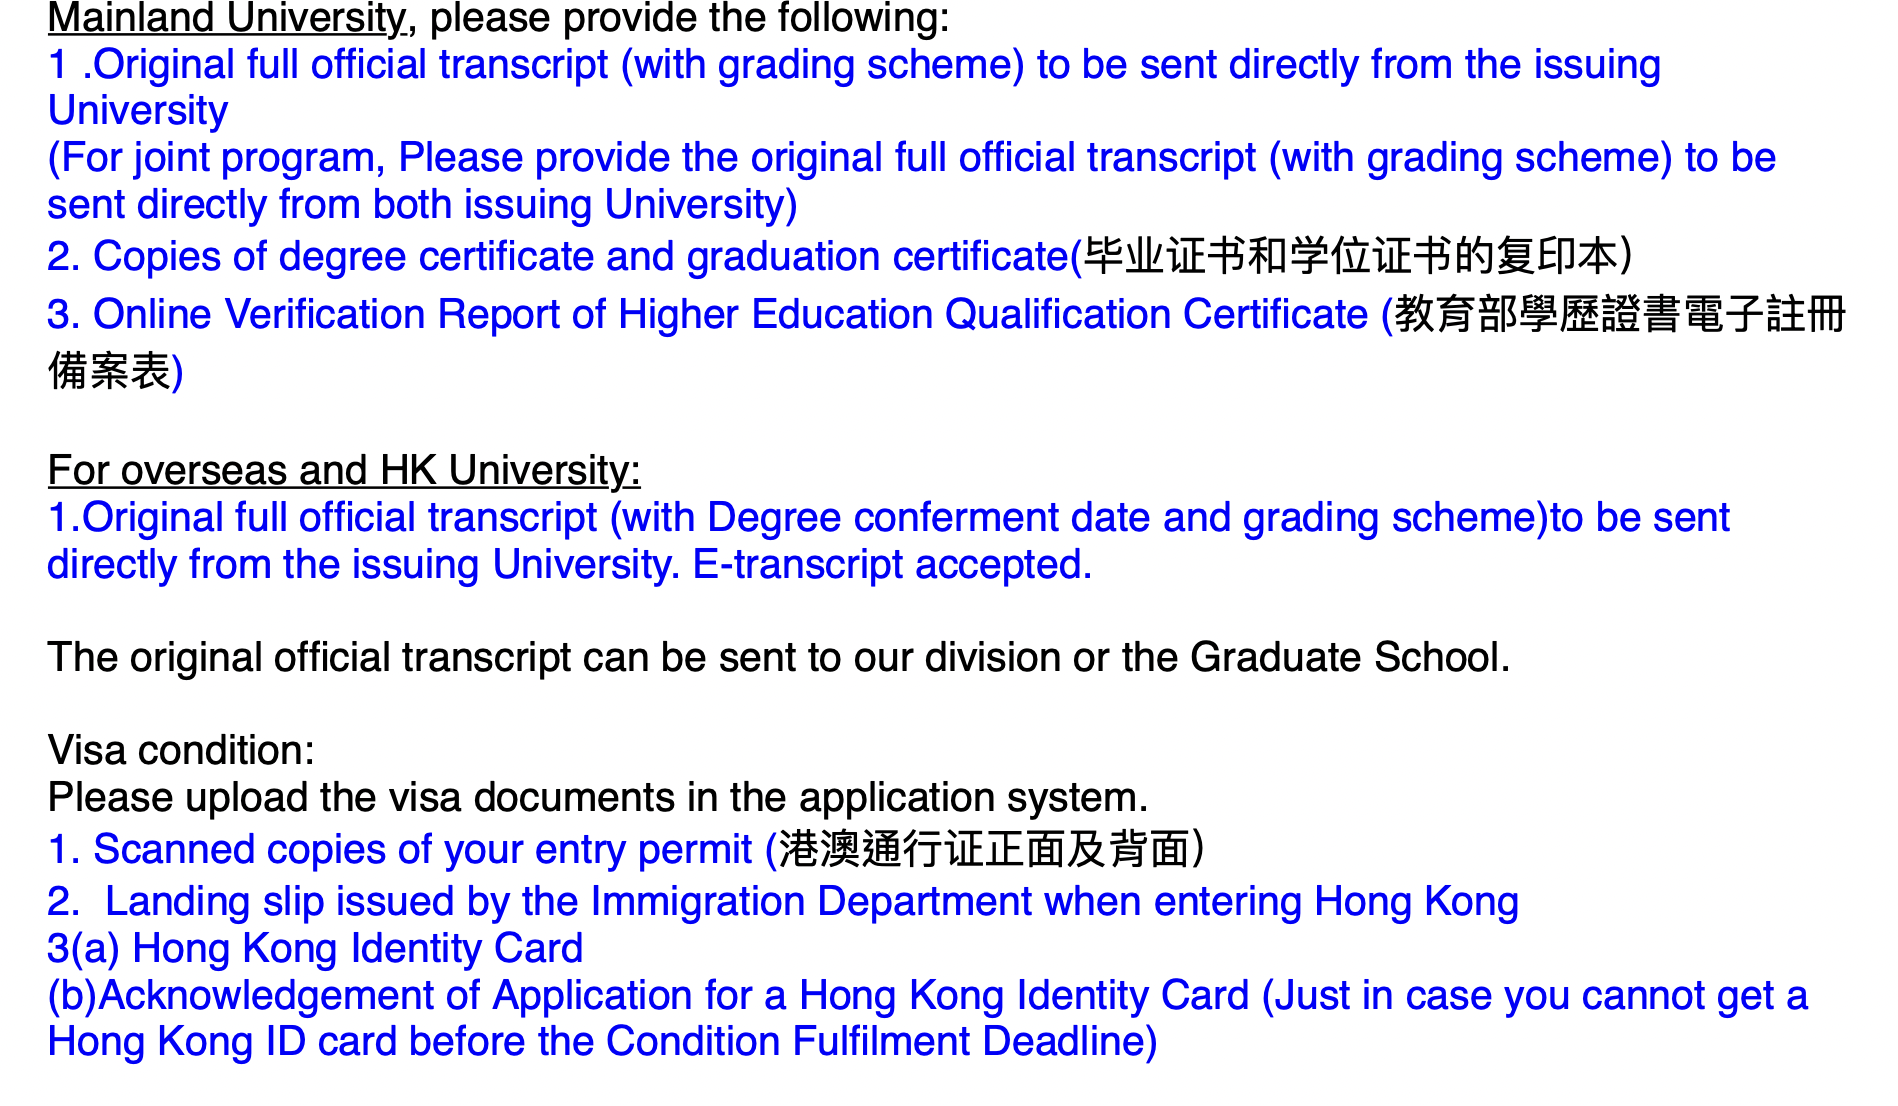 Mainland University, please provide the following:
1 .Original full official transcript (with grading scheme) to be sent directly from the issuing
University
(For joint program, Please provide the original full official transcript (with grading scheme) to be
sent directly from both issuing University)
2. Copies of degree certificate and graduation certificate(毕业证书和学位证书的复印本）
3. Online Verification Report of Higher Education Qualification Certificate (教育部學歷證書電子註冊
備案表)
For overseas and HK University:
1.Original full official transcript (with Degree conferment date and grading scheme)to be sent
directly from the issuing University. E-transcript accepted.
The original official transcript can be sent to our division or the Graduate School.
Visa condition:
Please upload the visa documents in the application system.
1. Scanned copies of your entry permit (港澳通行证正面及背面）
2.  Landing slip issued by the Immigration Department when entering Hong Kong
3(a) Hong Kong Identity Card
(b)Acknowledgement of Application for a Hong Kong Identity Card (Just in case you cannot get a
Hong Kong ID card before the Condition Fulfilment Deadline)